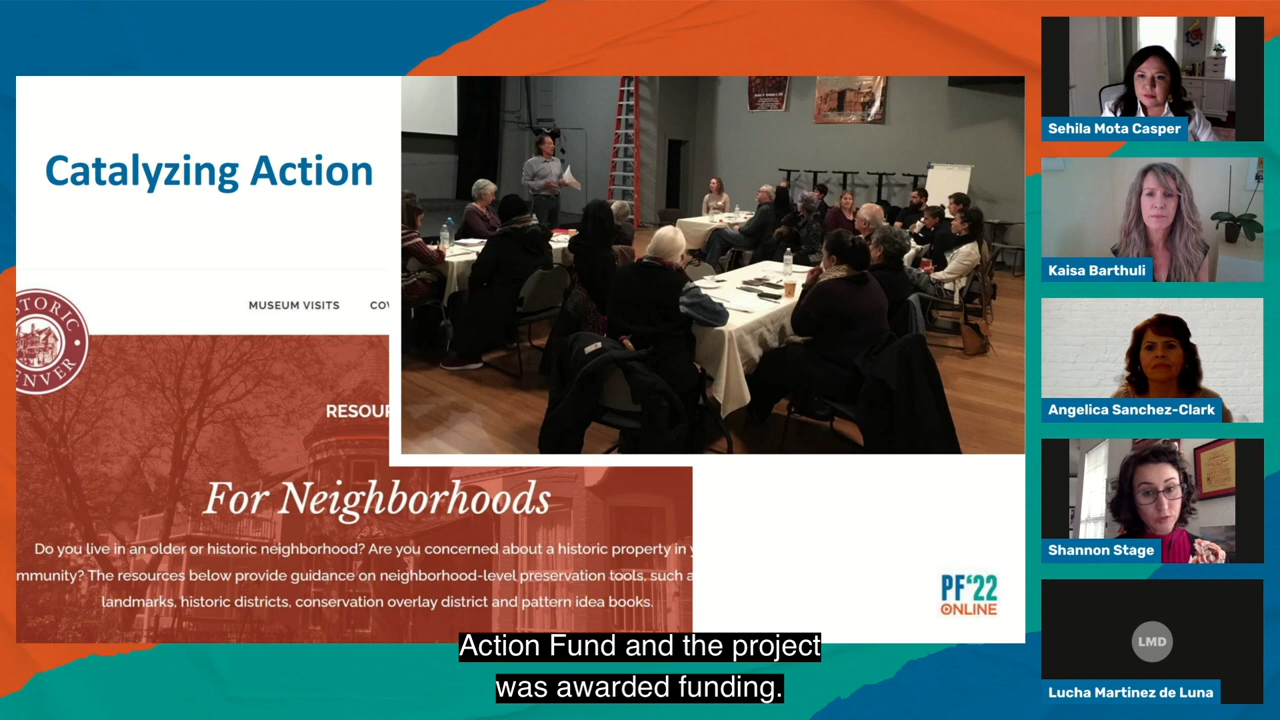 Catalyzing Action
MUSEUM VISITS
RESOUR
For Neighborhoods
Do you live in an older or historic neighborhood? Are you concerned about a historic property in y
mmunity? The resources below provide guidance on neighborhood-level preservation tools, such a
landmarks, historic districts, conservation overlay district and pattern idea books.
PF‘22
ONLINE
Action Fund and the project
was awarded funding.
Sehila Mota Casper
Kaisa Barthuli
Angelica Sanchez-Clark
Shannon Stage
LMD
Lucha Martinez de Luna